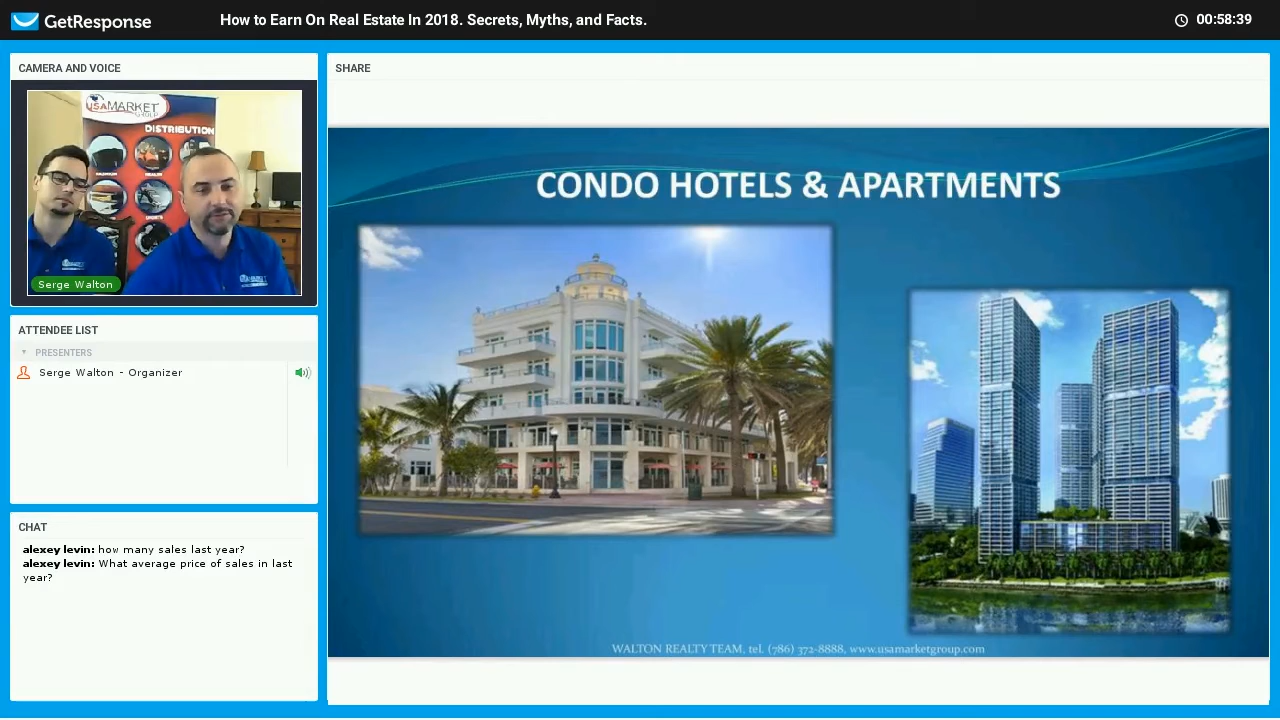 GetResponse
How to Earn On Real Estate In 2018. Secrets, Myths, and Facts.
00:58:39
CAMERA AND VOICE
USAMARKET
GROUP
DISTRIBUTION
Serge Walton
ATTENDEE LIST
PRESENTERS
Serge Walton - Organizer
CHAT
alexey levin: how many sales last year?
alexey levin: What average price of sales in last
year?
SHARE
CONDO HOTELS & APARTMENTS
WALTON REALTY TEAM, tel. (786) 372-8888, www.usamarketgroup.com